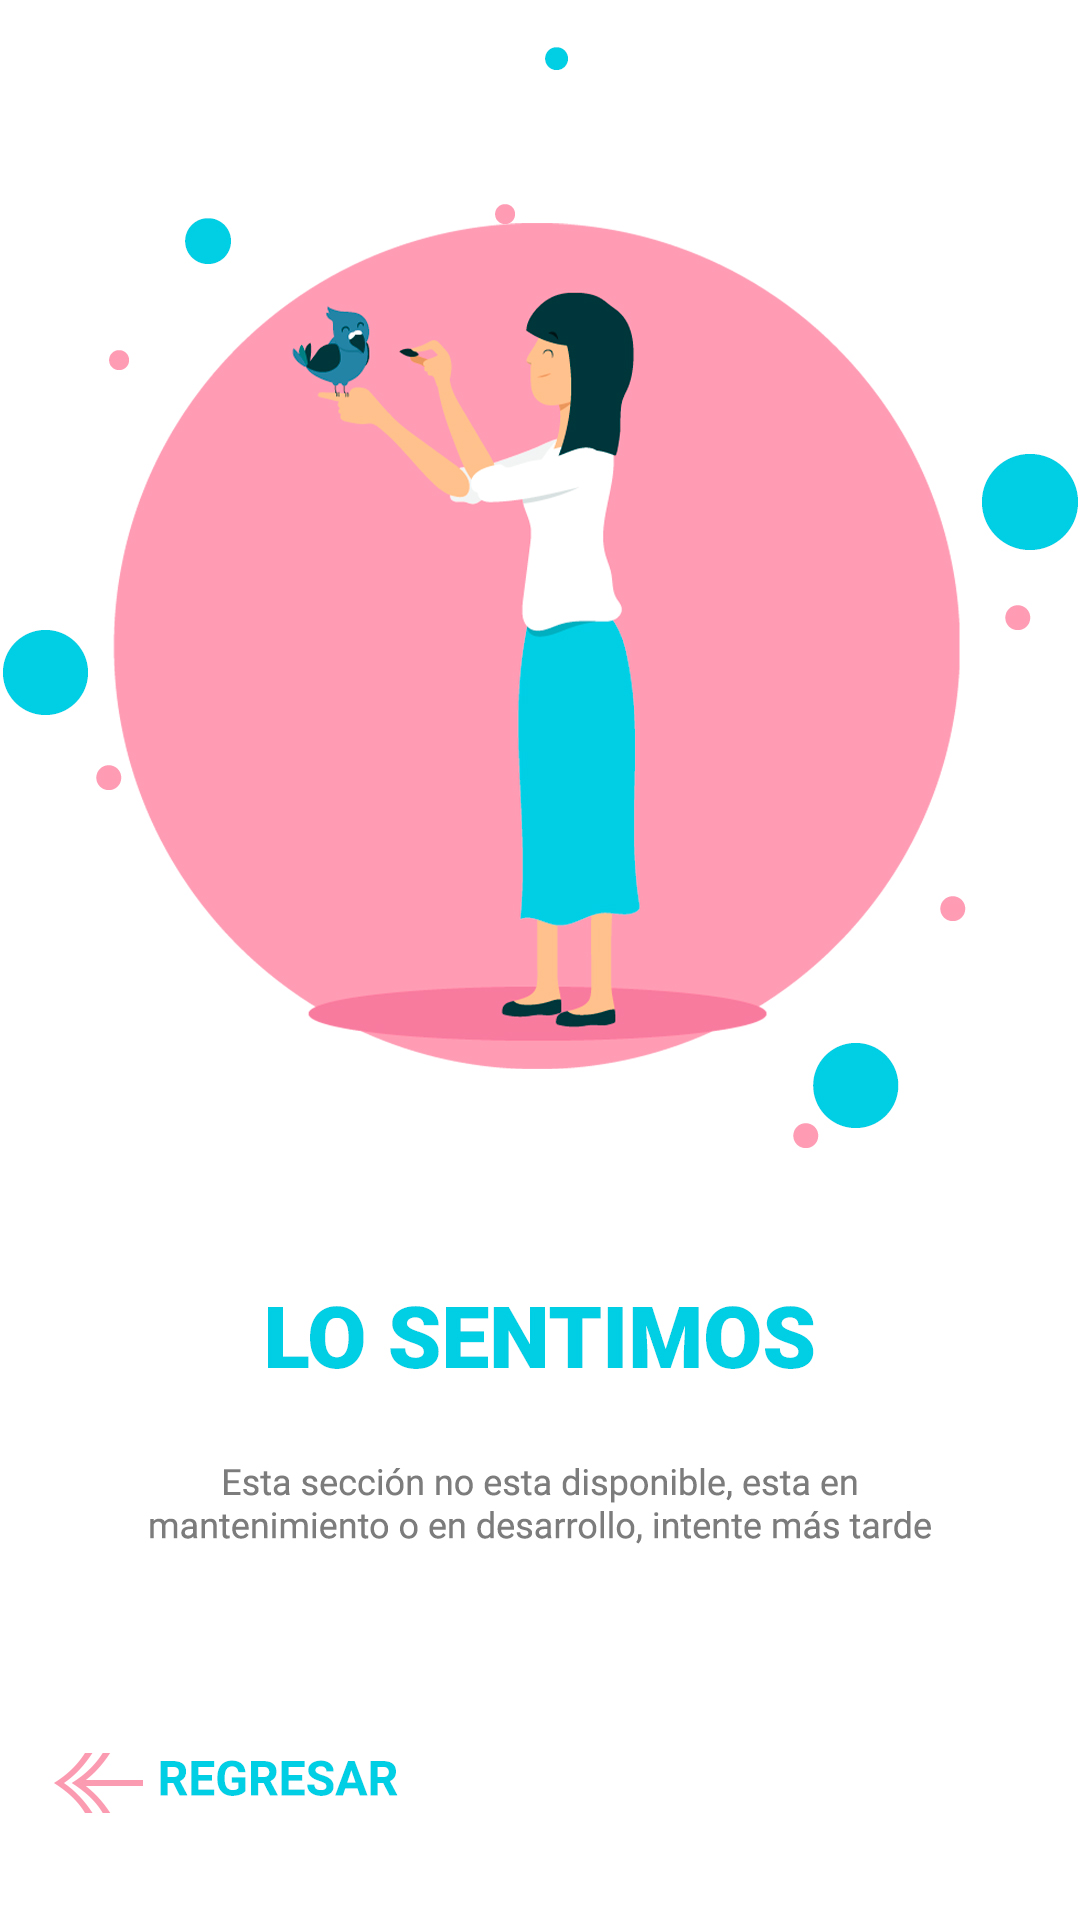 LO SENTIMOS
Esta sección no esta disponible, esta en
mantenimiento o en desarrollo, intente más tarde
REGRESAR